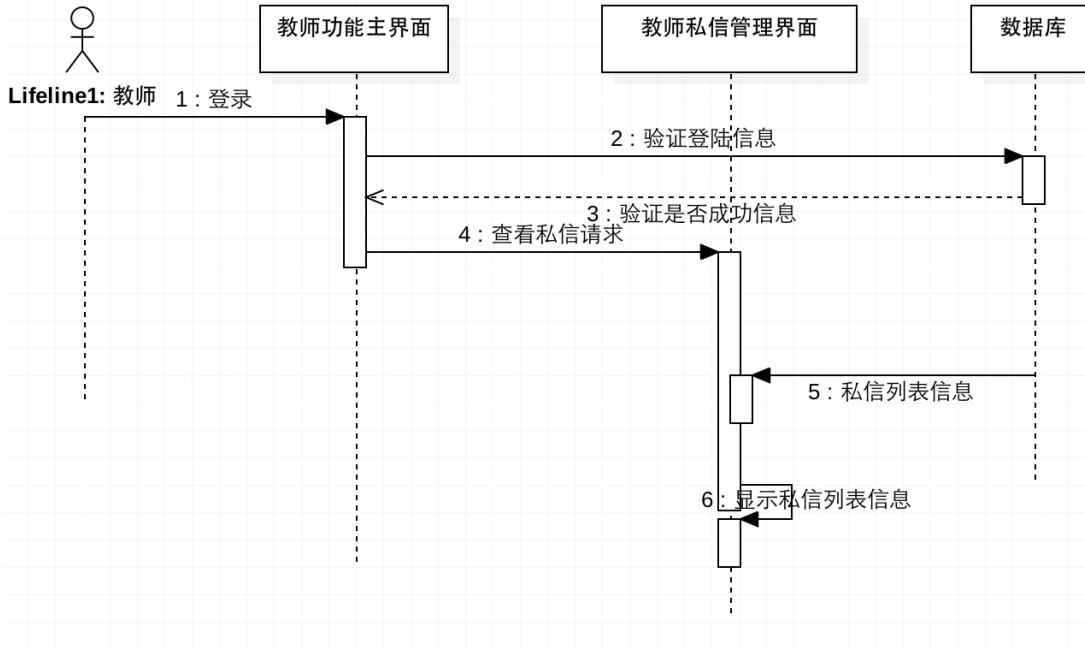 教师功能主界面
教师私信管理界面
数据库
Lifeline1: 教师
1 : 登录
2 : 验证登陆信息
3 : 验证是否成功信息
4 : 查看私信请求
5 : 私信列表信息
6 : 显示私信列表信息